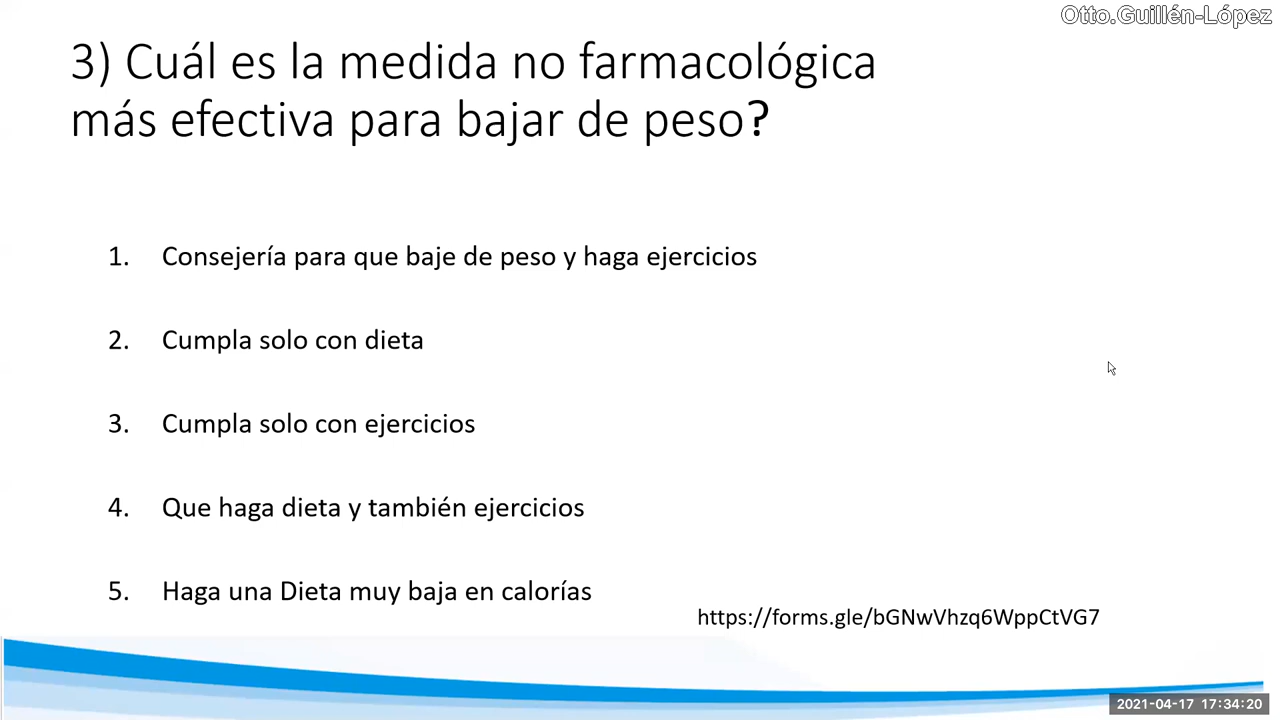 Otto.Guillén-López
3) Cuál es la medida no farmacológica
más efectiva para bajar de peso?
1. Consejería para que baje de peso y haga ejercicios
2. Cumpla solo con dieta
3. Cumpla solo con ejercicios
4. Que haga dieta y también ejercicios
5. Haga una Dieta muy baja en calorías
https://forms.gle/bGNwVhzq6WppCtVG7
2021-04-17 17:34:20